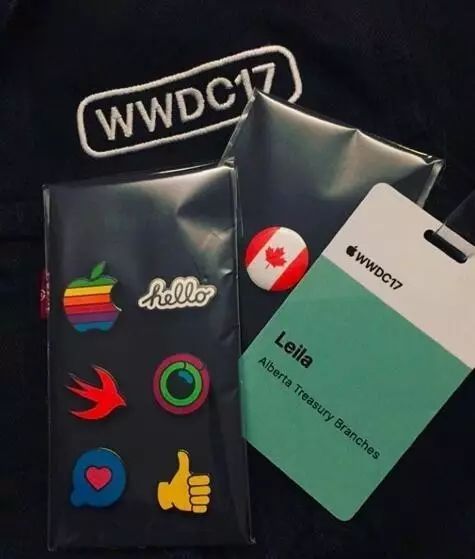 WWDC17
hello
WWDC17
Leila
Alberta Treasury Branches